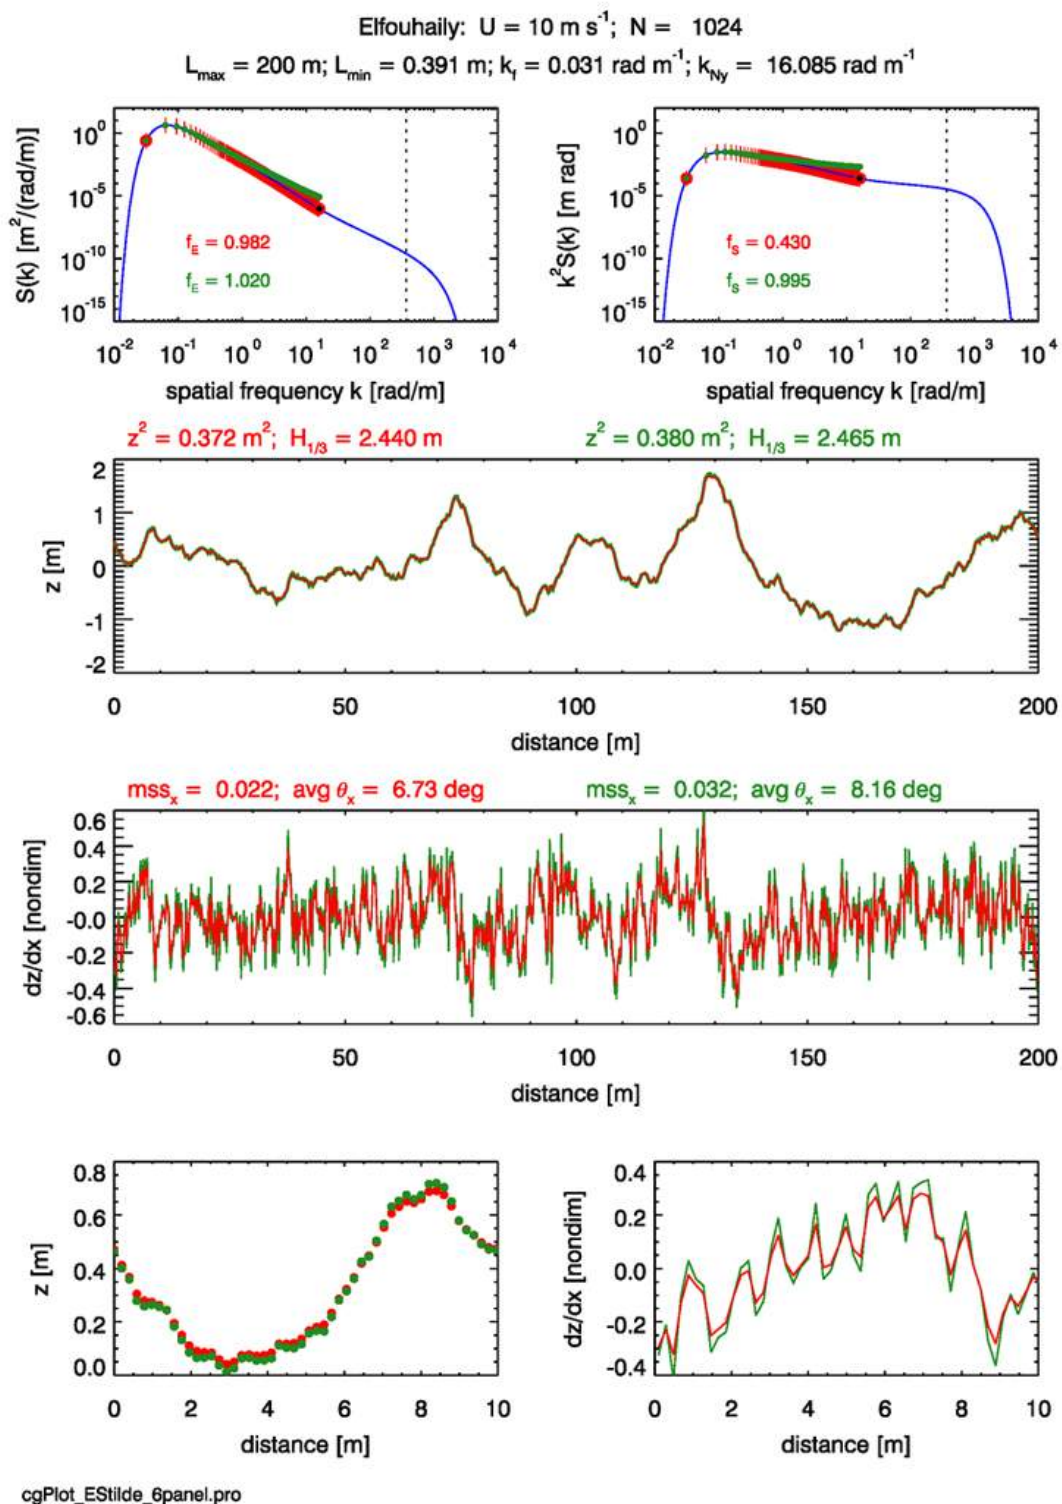 Elfouhaily: U = 10 m s⁻¹; N = 1024
L_max = 200 m; L_min = 0.391 m; k_f = 0.031 rad m⁻¹; k_Ny = 16.085 rad m⁻¹
S(k) [m²/(rad/m)]
10⁰
10⁻⁵
10⁻¹⁰
10⁻¹⁵
f_E = 0.982
f_E = 1.020
10⁻² 10⁻¹ 10⁰ 10¹ 10² 10³ 10⁴
spatial frequency k [rad/m]
k²S(k) [m rad]
10⁰
10⁻⁵
10⁻¹⁰
10⁻¹⁵
f_S = 0.430
f_S = 0.995
10⁻² 10⁻¹ 10⁰ 10¹ 10² 10³ 10⁴
spatial frequency k [rad/m]
z² = 0.372 m²; H_1/3 = 2.440 m
z² = 0.380 m²; H_1/3 = 2.465 m
z [m]
2
1
0
-1
-2
0 50 100 150 200
distance [m]
mss_x = 0.022; avg θ_x = 6.73 deg
mss_x = 0.032; avg θ_x = 8.16 deg
dz/dx [nondim]
0.6
0.4
0.2
-0.0
-0.2
-0.4
-0.6
0 50 100 150 200
distance [m]
z [m]
0.8
0.6
0.4
0.2
0.0
0 2 4 6 8 10
distance [m]
dz/dx [nondim]
0.4
0.2
0.0
-0.2
-0.4
0 2 4 6 8 10
distance [m]
cgPlot_EStilde_6panel.pro